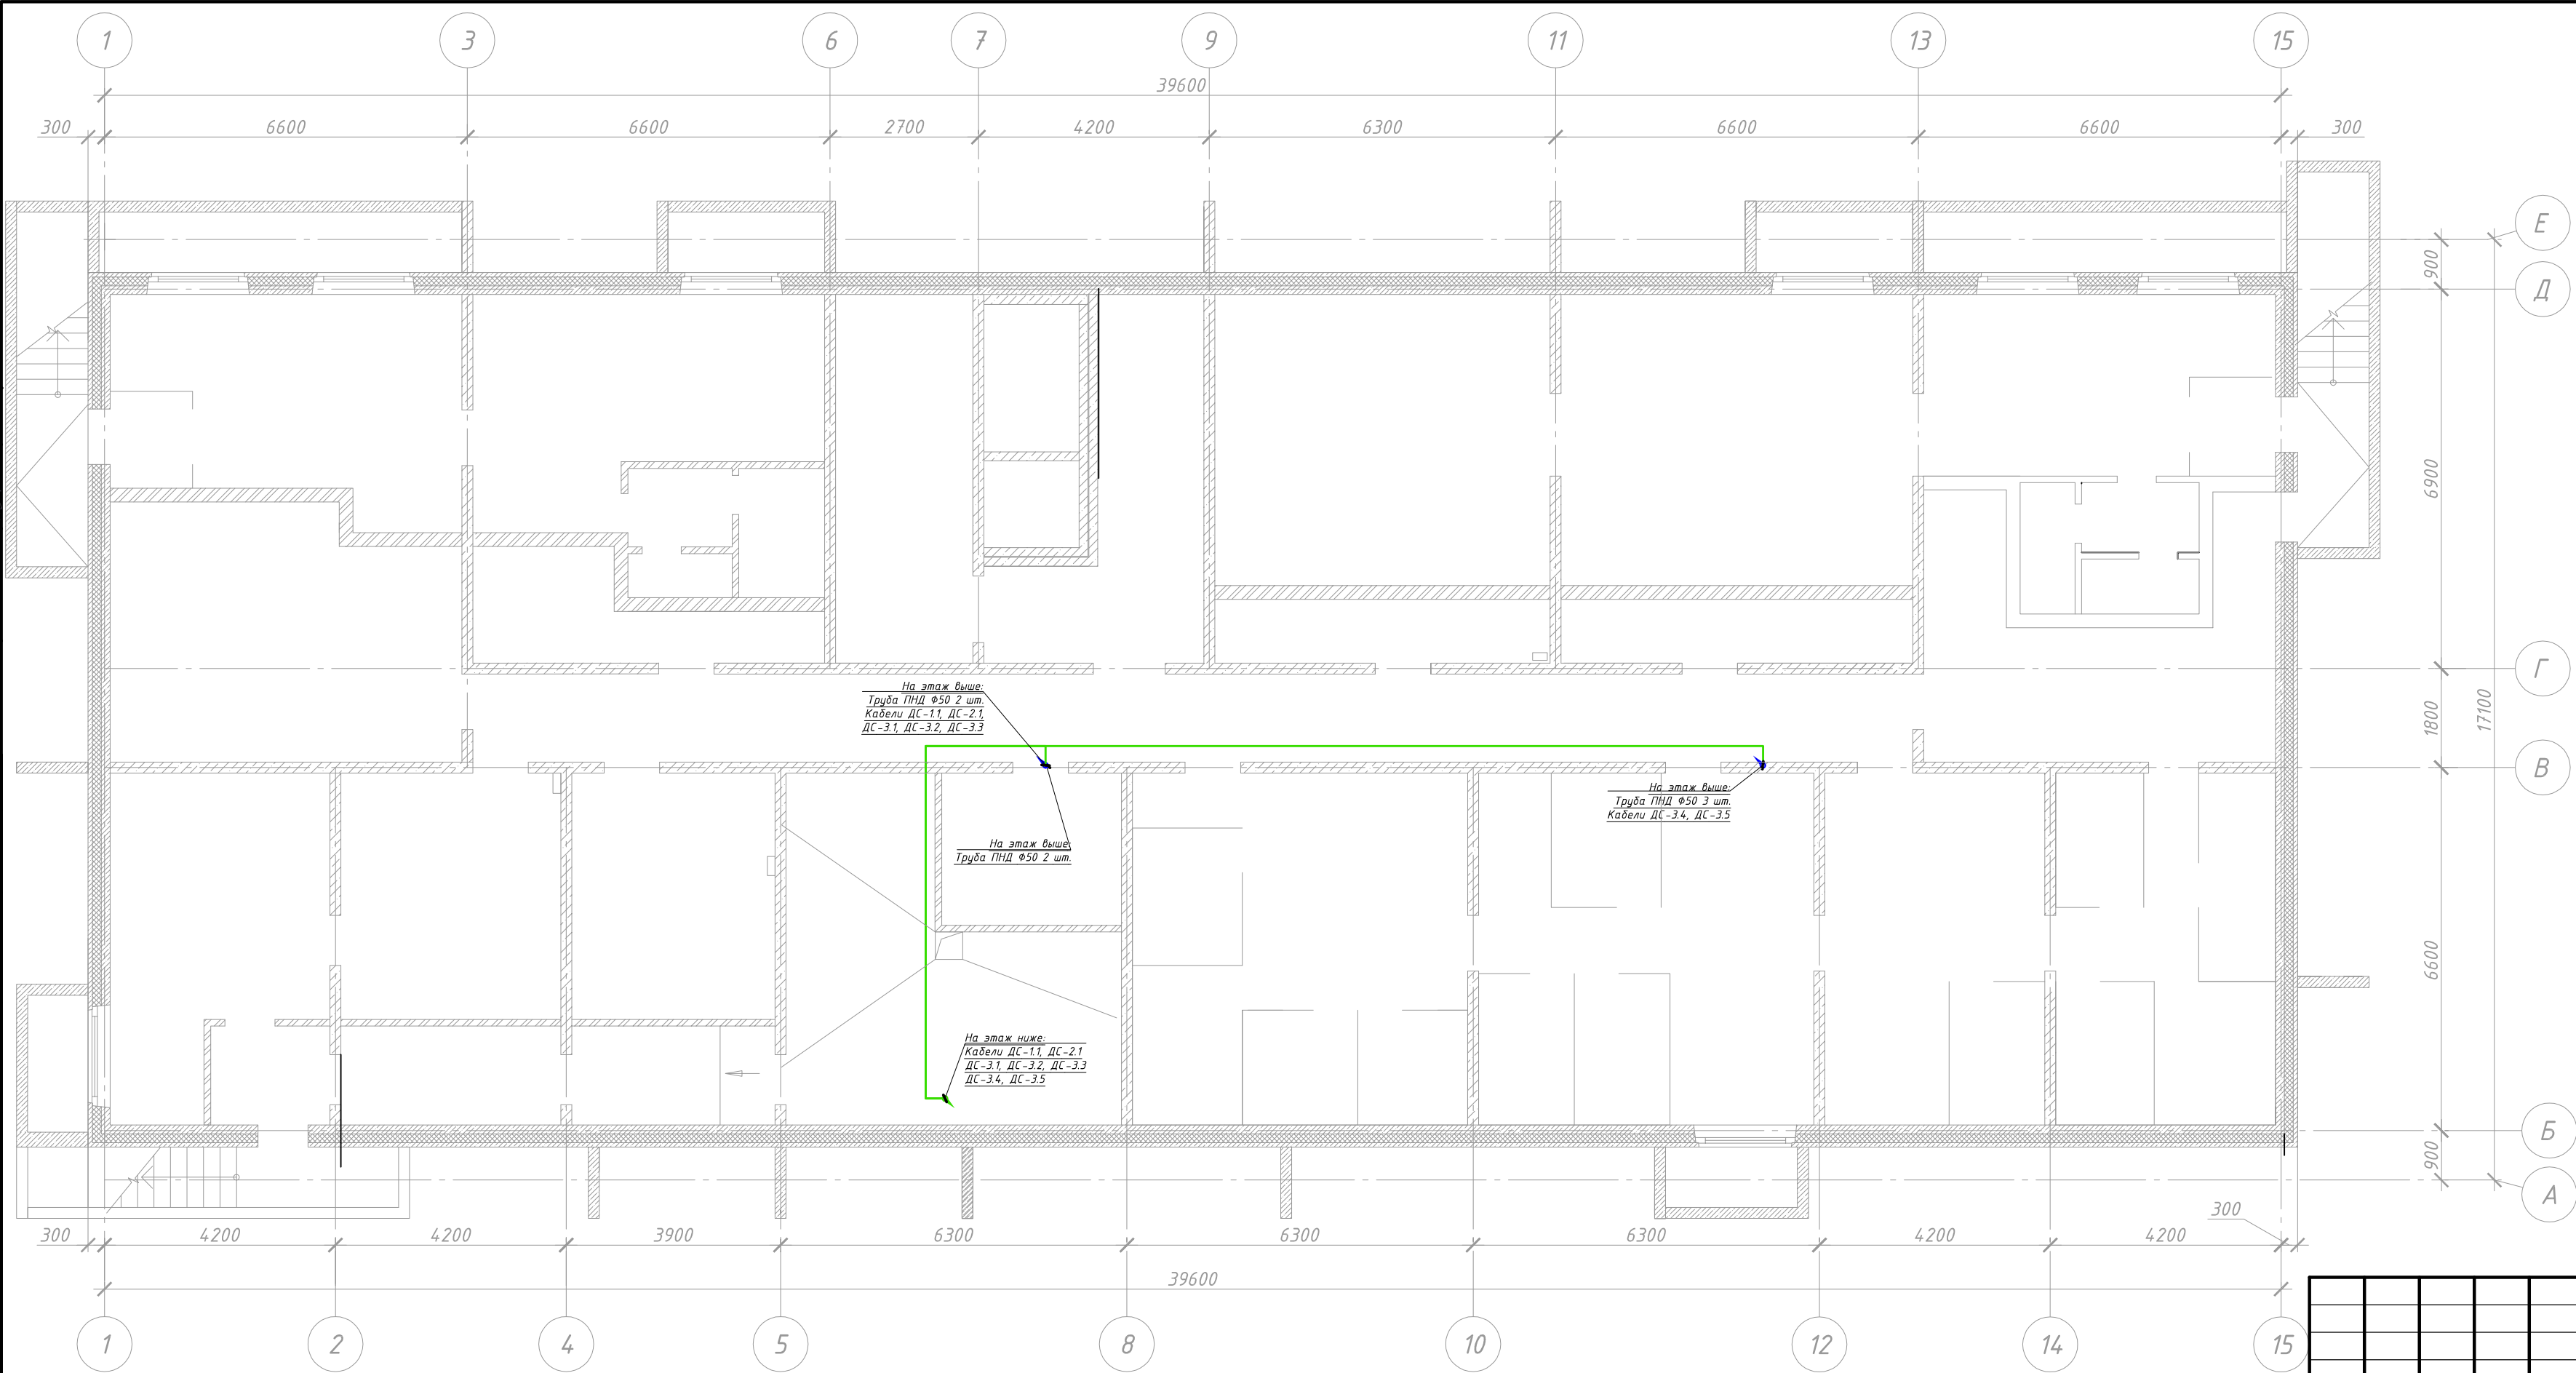 1 3 6 7 9 11 13 15
39600
300 6600 6600 2700 4200 6300 6600 6600 300
Е
900
Д
6900
Г
1800
17100
В
6600
Б
900
А
На этаж выше:
Труба ПНД Ф50 2 шт.
Кабели ДС-1.1, ДС-2.1,
ДС-3.1, ДС-3.2, ДС-3.3
На этаж выше:
Труба ПНД Ф50 2 шт.
На этаж выше:
Труба ПНД Ф50 3 шт.
Кабели ДС-3.4, ДС-3.5
На этаж ниже:
Кабели ДС-1.1, ДС-2.1
ДС-3.1, ДС-3.2, ДС-3.3
ДС-3.4, ДС-3.5
300 4200 4200 3900 6300 6300 6300 4200 4200 300
39600
1 2 4 5 8 10 12 14 15